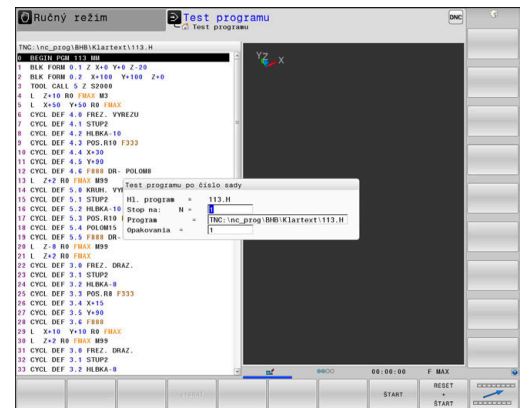 Ručný režim
Test programu
Test programu
DNC
TNC:\nc_prog\BHB\Klartext\113.H
0 BEGIN PGM 113 MM
1 BLK FORM 0.1 Z X+0 Y+0 Z-20
2 BLK FORM 0.2 X+100 Y+100 Z+0
3 TOOL CALL 5 Z S2000
4 L Z+10 R0 FMAX M3
5 L X+50 Y+50 R0 FMAX
6 CYCL DEF 4.0 FREZ. VYREZU
7 CYCL DEF 4.1 STUP2
8 CYCL DEF 4.2 HLBKA-10
9 CYCL DEF 4.3 POS.R10 F333
10 CYCL DEF 4.4 X+30
11 CYCL DEF 4.5 Y+90
12 CYCL DEF 4.6 F888 DR- POLOM8
13 L Z+2 R0 FMAX M99
14 CYCL DEF 5.0 KRUH. VY
15 CYCL DEF 5.1 STUP2
16 CYCL DEF 5.2 HLBKA-10
17 CYCL DEF 5.3 POS.R10
18 CYCL DEF 5.4 POLOM15
19 CYCL DEF 5.5 F888 DR-
20 L Z-8 R0 FMAX M99
21 L Z+2 R0 FMAX
22 CYCL DEF 3.0 FREZ. DRAZ.
23 CYCL DEF 3.1 STUP2
24 CYCL DEF 3.2 HLBKA-8
25 CYCL DEF 3.3 POS.R8 F333
26 CYCL DEF 3.4 X+15
27 CYCL DEF 3.5 Y+90
28 CYCL DEF 3.6 F888
29 L X+10 Y+10 R0 FMAX
30 L Z+2 R0 FMAX M99
31 CYCL DEF 3.0 FREZ. DRAZ.
32 CYCL DEF 3.1 STUP2
33 CYCL DEF 3.2 HLBKA-8
YZ X
Test programu po číslo sady
Hl. program = 113.H
Stop na: N = 1
Program = TNC:\nc_prog\BHB\Klartext\113.H
Opakovania = 1
00:00:00 F MAX
ŠTART
RESET
+
ŠTART